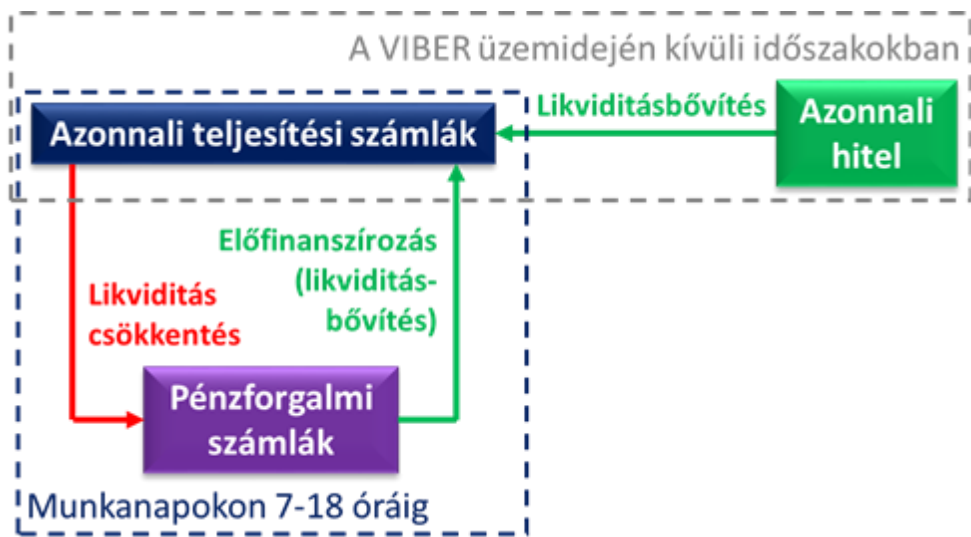 A VIBER üzemidején kívüli időszakokban
Azonnali teljesítési számlák
Likviditásbővítés
Azonnali
hitel
Előfinanszírozás
(likviditás-
bővítés)
Likviditás
csökkentés
Pénzforgalmi
számlák
Munkanapokon 7-18 óráig